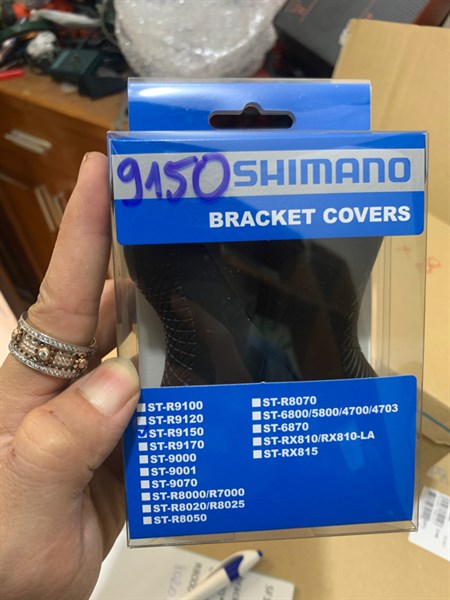 9150 SHIMANO
BRACKET COVERS
ST-R9100
ST-R9120
ST-R9150
ST-R9170
ST-9000
ST-9001
ST-9070
ST-R8000/R7000
ST-R8020/R8025
ST-R8050
ST-R8070
ST-6800/5800/4700/4703
ST-6870
ST-RX810/RX810-LA
ST-RX815